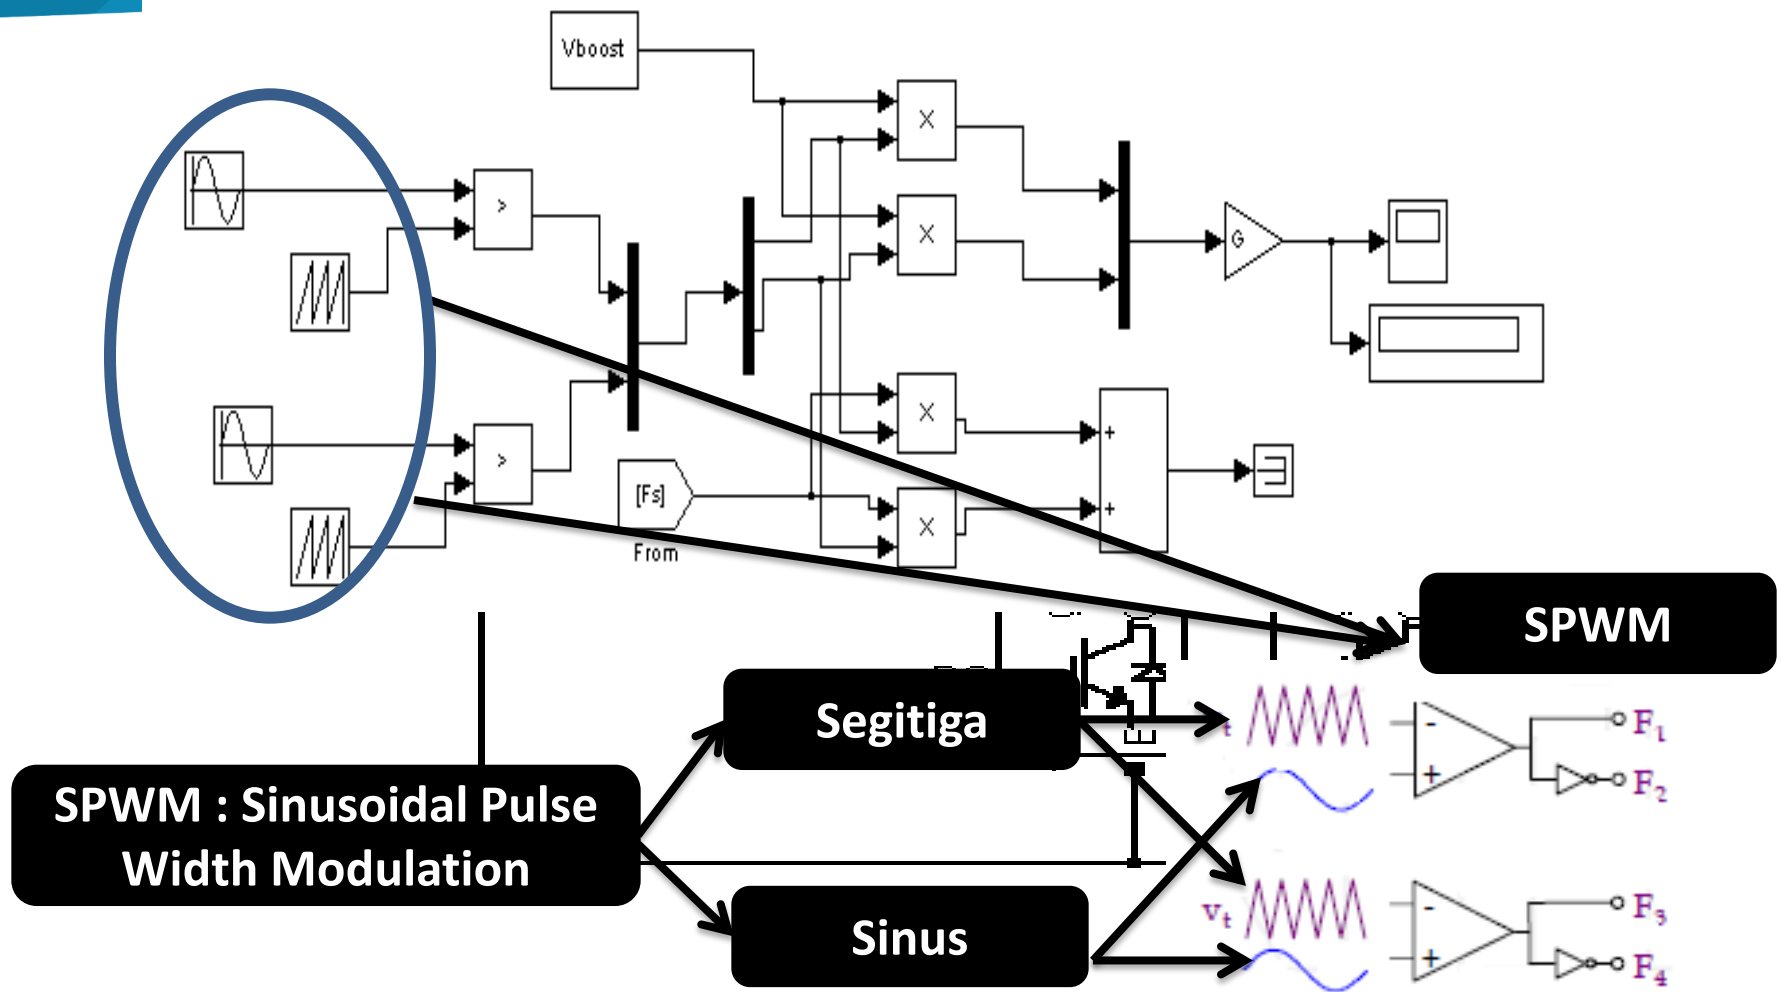 Vboost
X
>
X
G
X
+
>
[Fs]
X
+
From
SPWM
Segitiga
t
-
F1
+
F2
SPWM : Sinusoidal Pulse
Width Modulation
Sinus
vt
-
F3
+
F4